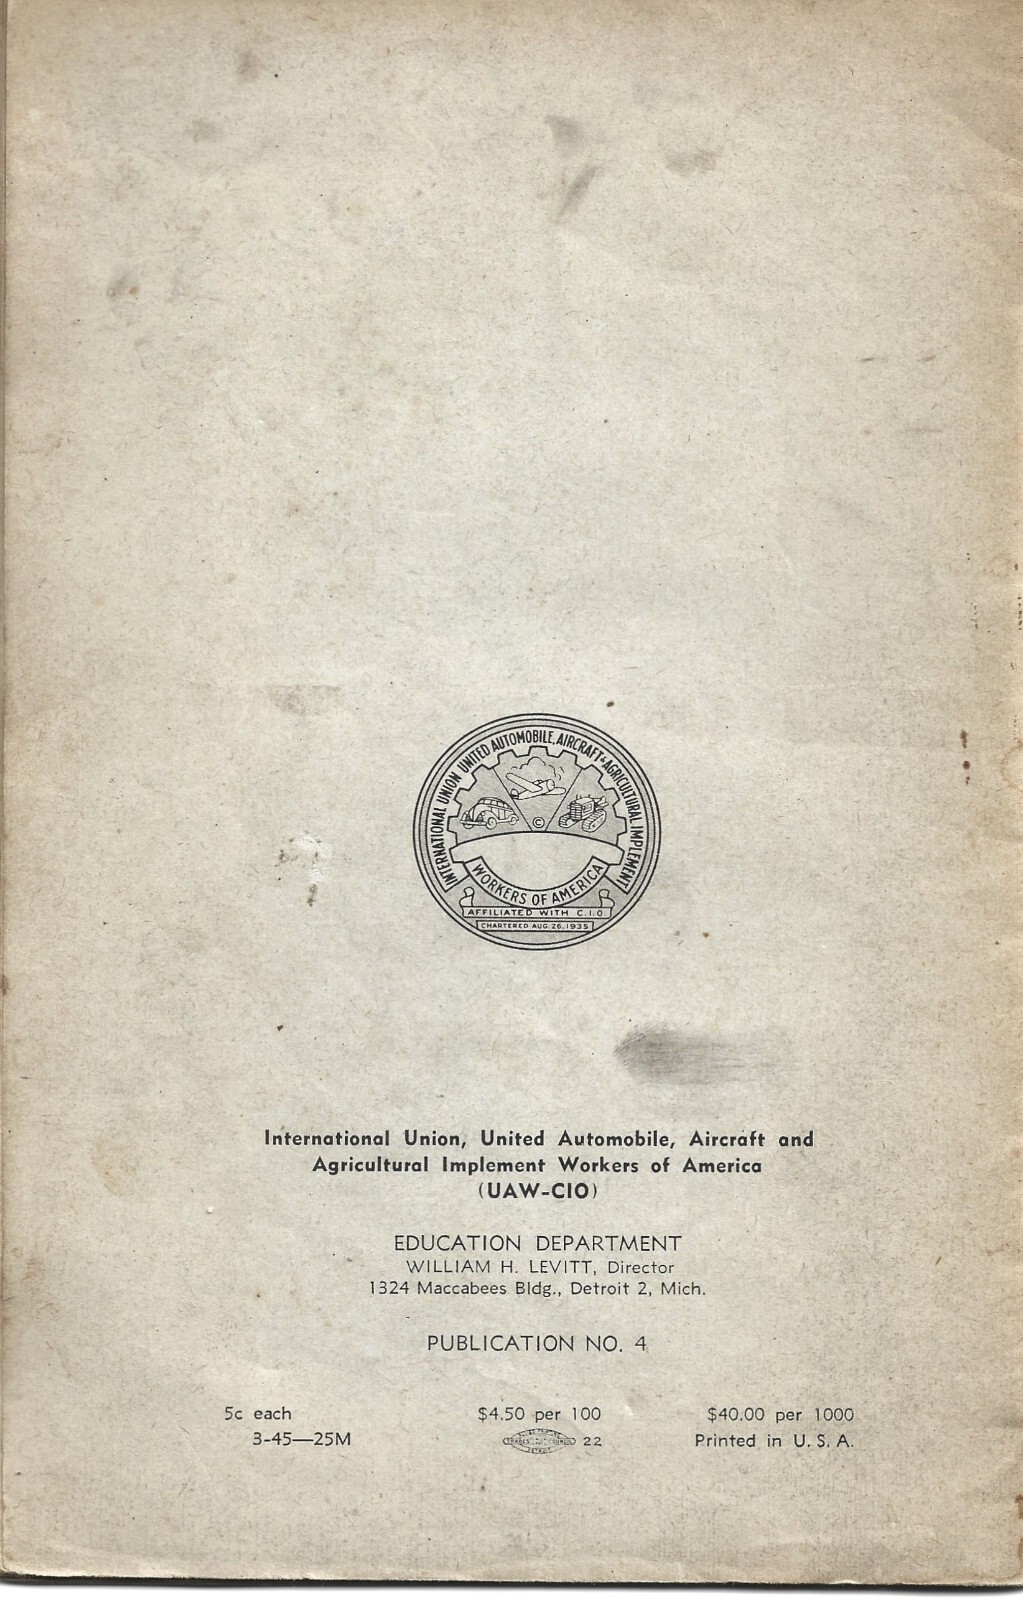 INTERNATIONAL UNION UNITED AUTOMOBILE, AIRCRAFT & AGRICULTURAL IMPLEMENT
©
WORKERS OF AMERICA
AFFILIATED WITH C.I.O.
CHARTERED AUG. 26, 1935
International Union, United Automobile, Aircraft and
Agricultural Implement Workers of America
(UAW-CIO)
EDUCATION DEPARTMENT
WILLIAM H. LEVITT, Director
1324 Maccabees Bldg., Detroit 2, Mich.
PUBLICATION NO. 4
5c each $4.50 per 100 $40.00 per 1000
3-45—25M 22 Printed in U. S. A.